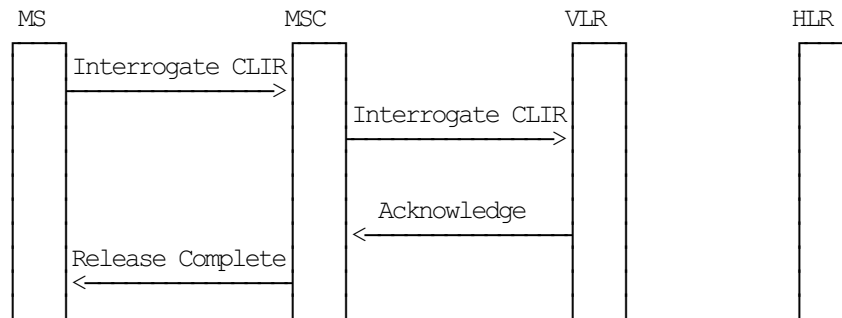 MS MSC VLR HLR
Interrogate CLIR
Interrogate CLIR
Acknowledge
Release Complete